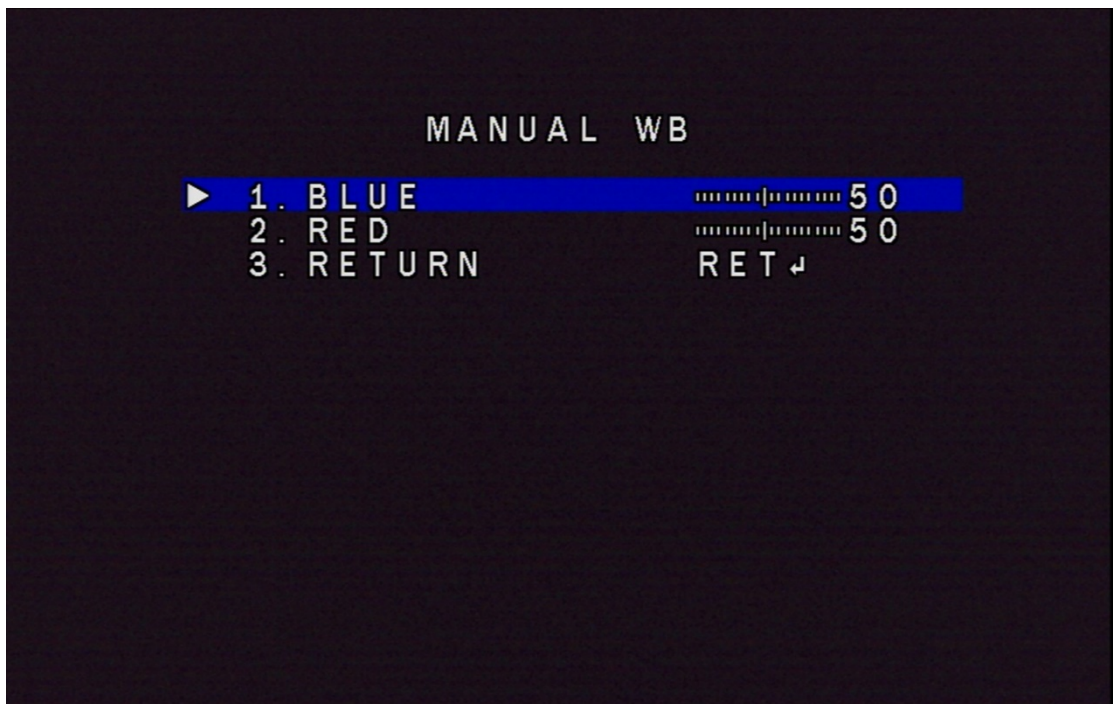 MANUAL WB
▶ 1. BLUE 50
2. RED 50
3. RETURN RET↲